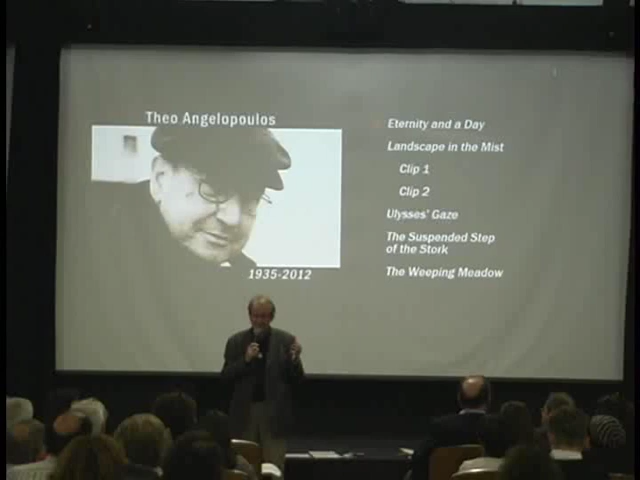 Theo Angelopoulos
1935-2012
Eternity and a Day
Landscape in the Mist
Clip 1
Clip 2
Ulysses' Gaze
The Suspended Step
of the Stork
The Weeping Meadow